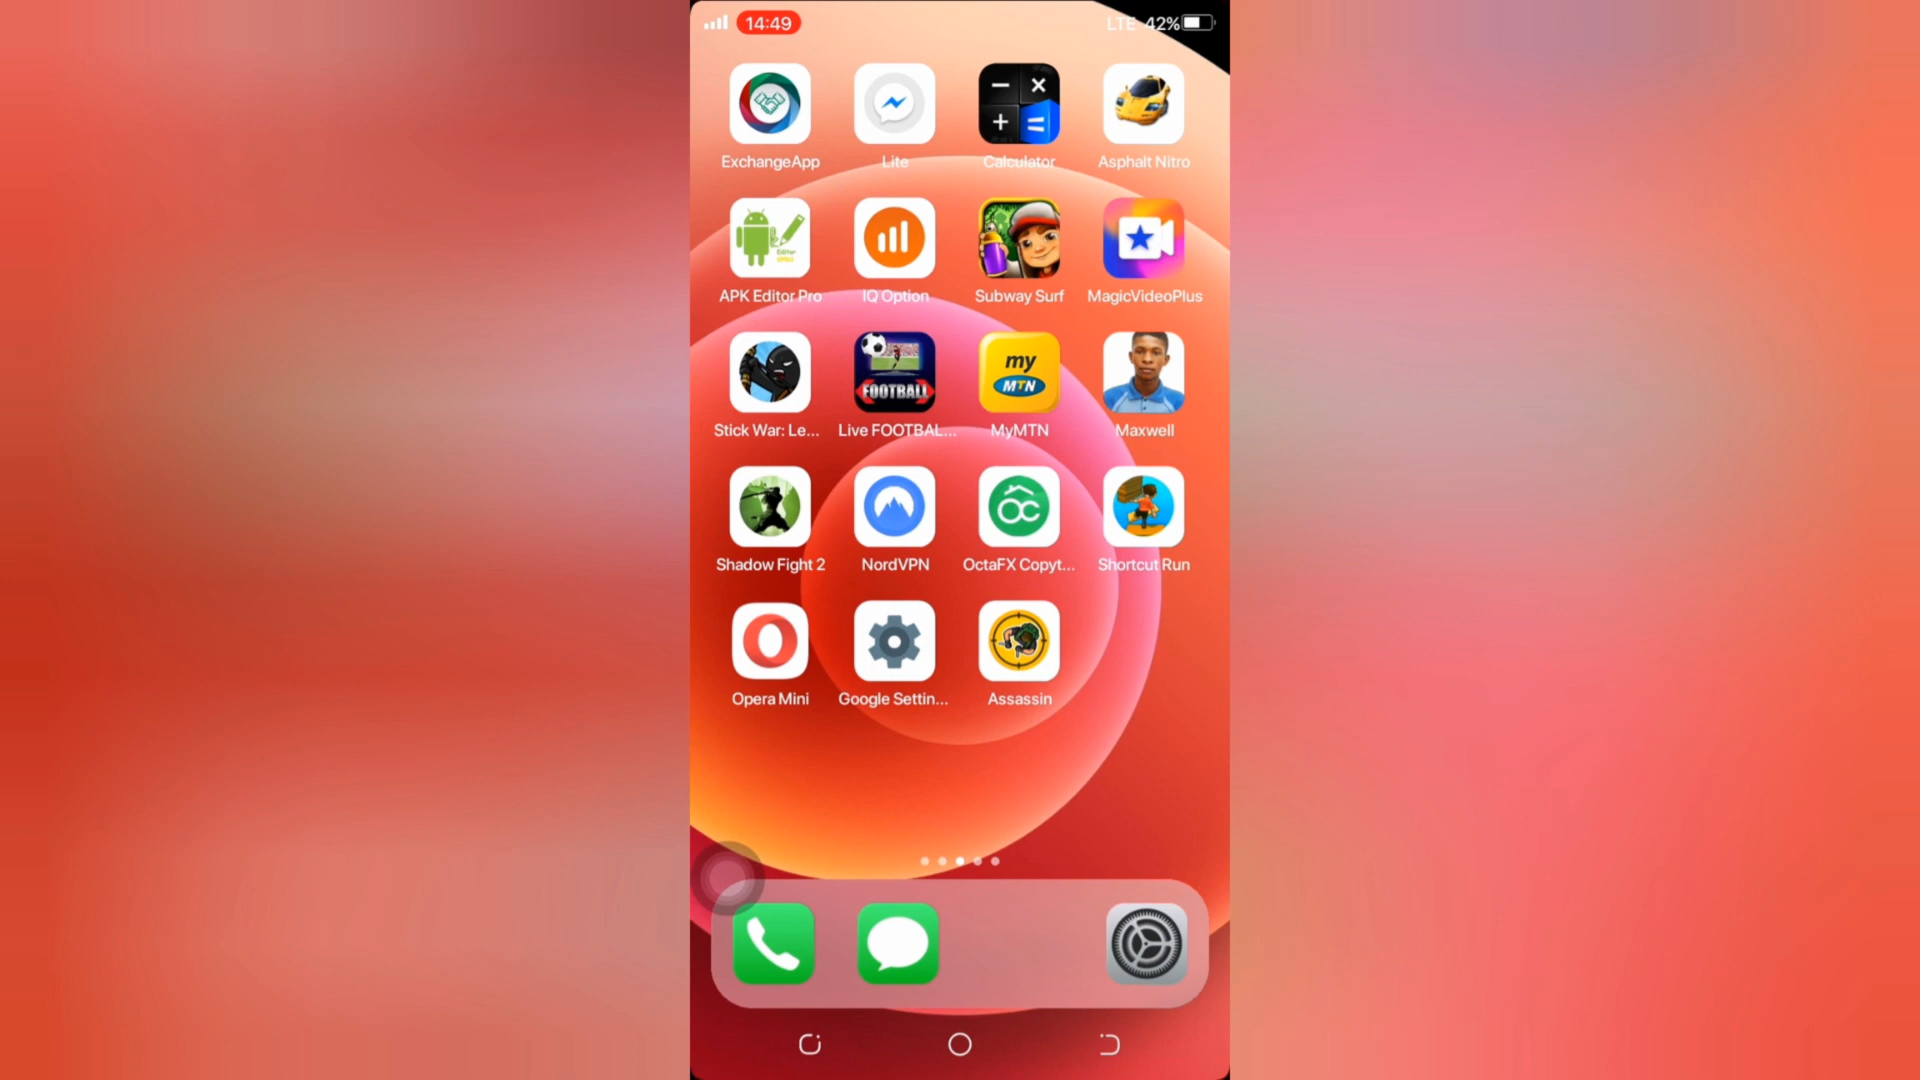 14:49 LTE 42%
ExchangeApp Lite Calculator Asphalt Nitro
Editor
APK Editor Pro IQ Option Subway Surf MagicVideoPlus
FOOTBALL my
MTN
Stick War: Le... Live FOOTBAL... MyMTN Maxwell
OC
Shadow Fight 2 NordVPN OctaFX Copyt... Shortcut Run
Opera Mini Google Settin... Assassin